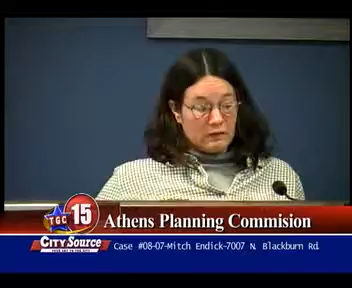 TGC 15
Athens Planning Commision
CITY SOURCE
Case #08-07-Mitch Endick-7007 N. Blackburn Rd.